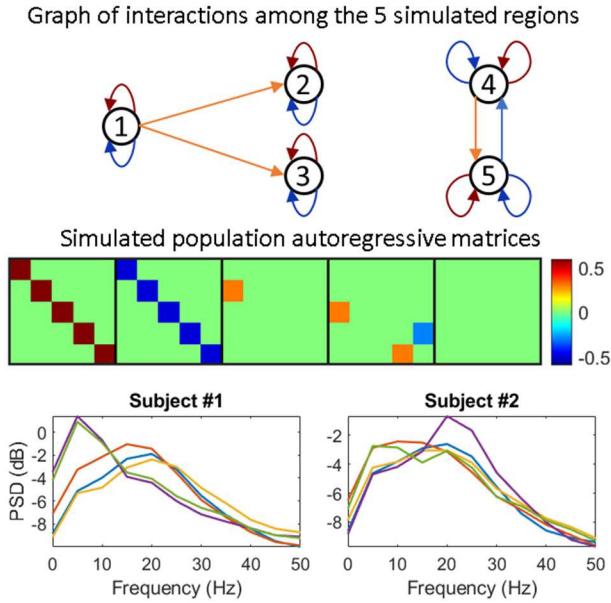 Graph of interactions among the 5 simulated regions
1
2
3
4
5
Simulated population autoregressive matrices
0.5
0
-0.5
Subject #1
Subject #2
PSD (dB)
0
-2
-4
-6
-8
0 10 20 30 40 50
Frequency (Hz)
-2
-4
-6
-8
0 10 20 30 40 50
Frequency (Hz)